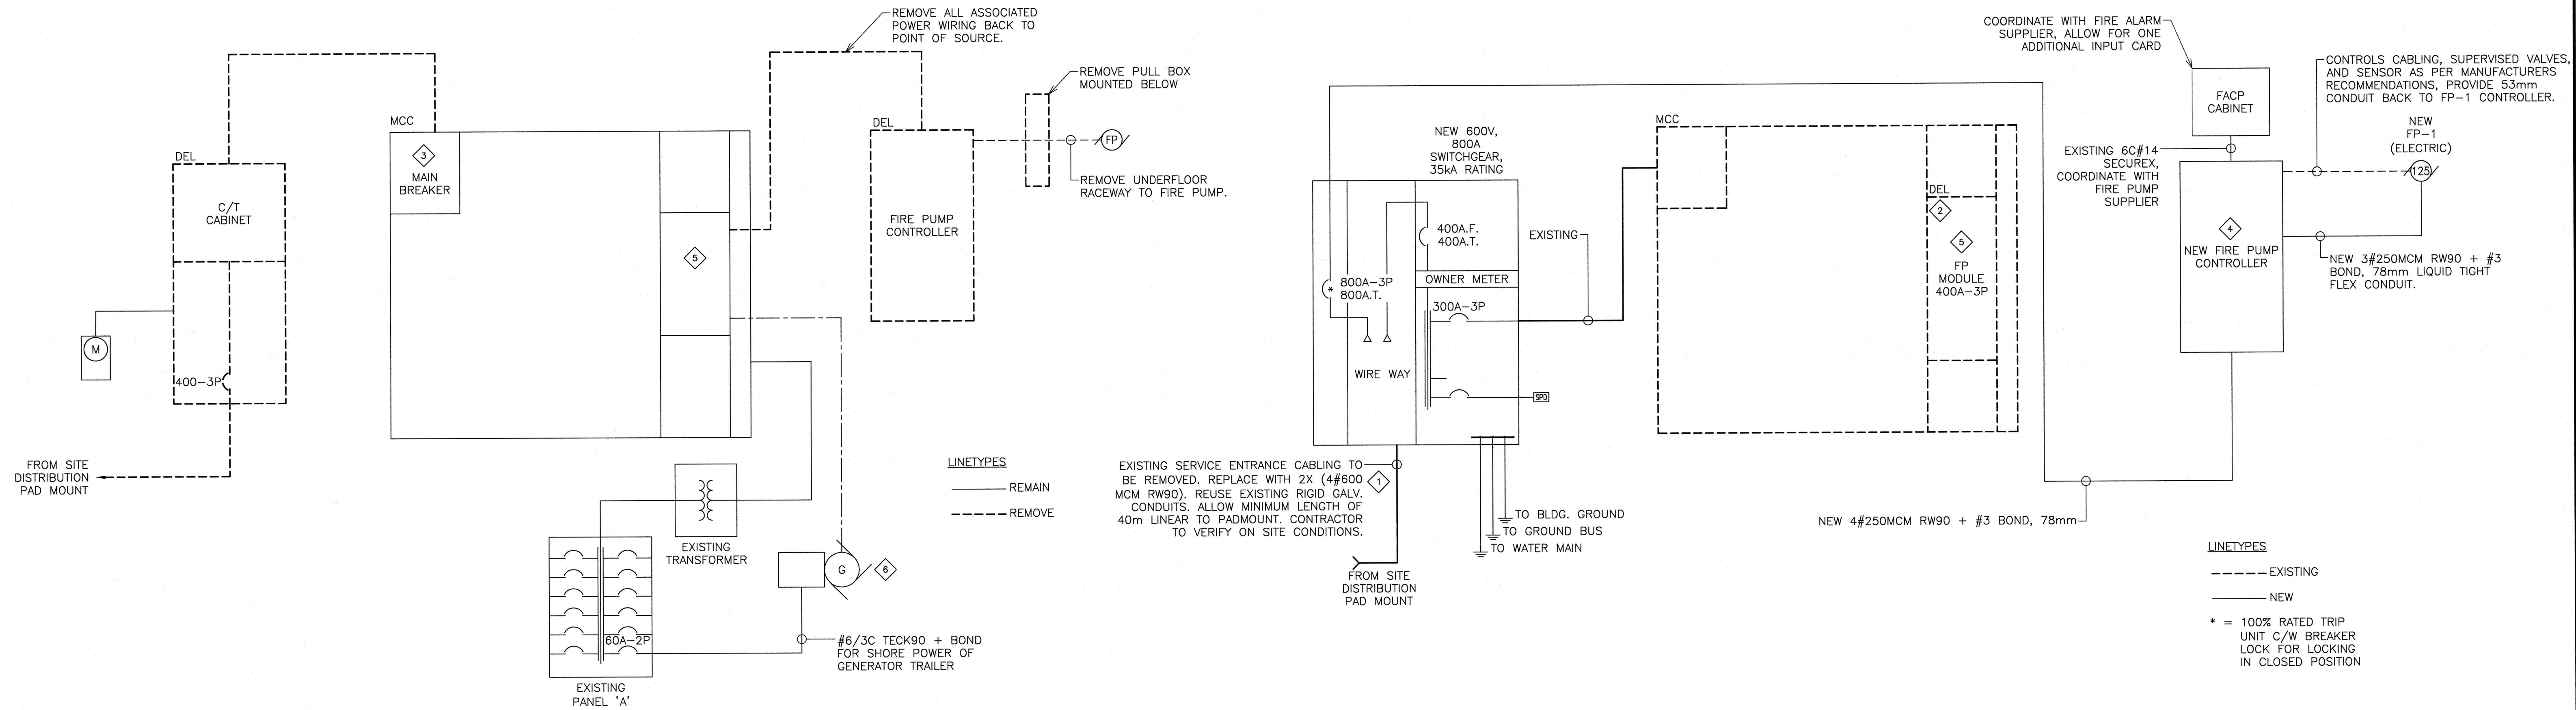 REMOVE ALL ASSOCIATED
POWER WIRING BACK TO
POINT OF SOURCE.
REMOVE PULL BOX
MOUNTED BELOW
MCC
3
MAIN
BREAKER
DEL
C/T
CABINET
400-3P
M
FROM SITE
DISTRIBUTION
PAD MOUNT
5
DEL
FIRE PUMP
CONTROLLER
FP
REMOVE UNDERFLOOR
RACEWAY TO FIRE PUMP.
LINETYPES
REMAIN
REMOVE
EXISTING
TRANSFORMER
G
6
60A-2P
EXISTING
PANEL 'A'
#6/3C TECK90 + BOND
FOR SHORE POWER OF
GENERATOR TRAILER
NEW 600V,
800A
SWITCHGEAR,
35kA RATING
400A.F.
400A.T.
OWNER METER
*
800A-3P
800A.T.
300A-3P
WIRE WAY
SPD
EXISTING
EXISTING SERVICE ENTRANCE CABLING TO
BE REMOVED. REPLACE WITH 2X (4#600
MCM RW90). REUSE EXISTING RIGID GALV.
CONDUITS. ALLOW MINIMUM LENGTH OF
40m LINEAR TO PADMOUNT. CONTRACTOR
TO VERIFY ON SITE CONDITIONS.
1
TO BLDG. GROUND
TO GROUND BUS
TO WATER MAIN
FROM SITE
DISTRIBUTION
PAD MOUNT
MCC
DEL
2
5
FP
MODULE
400A-3P
COORDINATE WITH FIRE ALARM
SUPPLIER, ALLOW FOR ONE
ADDITIONAL INPUT CARD
FACP
CABINET
CONTROLS CABLING, SUPERVISED VALVES,
AND SENSOR AS PER MANUFACTURERS
RECOMMENDATIONS, PROVIDE 53mm
CONDUIT BACK TO FP-1 CONTROLLER.
NEW
FP-1
(ELECTRIC)
125
EXISTING 6C#14
SECUREX,
COORDINATE WITH
FIRE PUMP
SUPPLIER
4
NEW FIRE PUMP
CONTROLLER
NEW 3#250MCM RW90 + #3
BOND, 78mm LIQUID TIGHT
FLEX CONDUIT.
NEW 4#250MCM RW90 + #3 BOND, 78mm
LINETYPES
EXISTING
NEW
* = 100% RATED TRIP
UNIT C/W BREAKER
LOCK FOR LOCKING
IN CLOSED POSITION